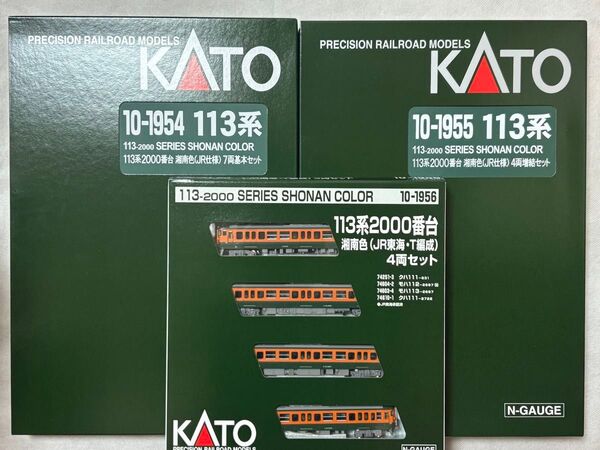 PRECISION RAILROAD MODELS
KATO
10-1954 113系
113-2000 SERIES SHONAN COLOR
113系2000番台 湘南色(JR仕様) 7両基本セット
PRECISION RAILROAD MODELS
KATO
10-1955 113系
113-2000 SERIES SHONAN COLOR
113系2000番台 湘南色(JR仕様) 4両増結セット
N-GAUGE
113-2000 SERIES SHONAN COLOR 10-1956
113系2000番台
湘南色(JR東海・T編成)
4両セット
KATO
PRECISION RAILROAD MODELS
N-GAUGE